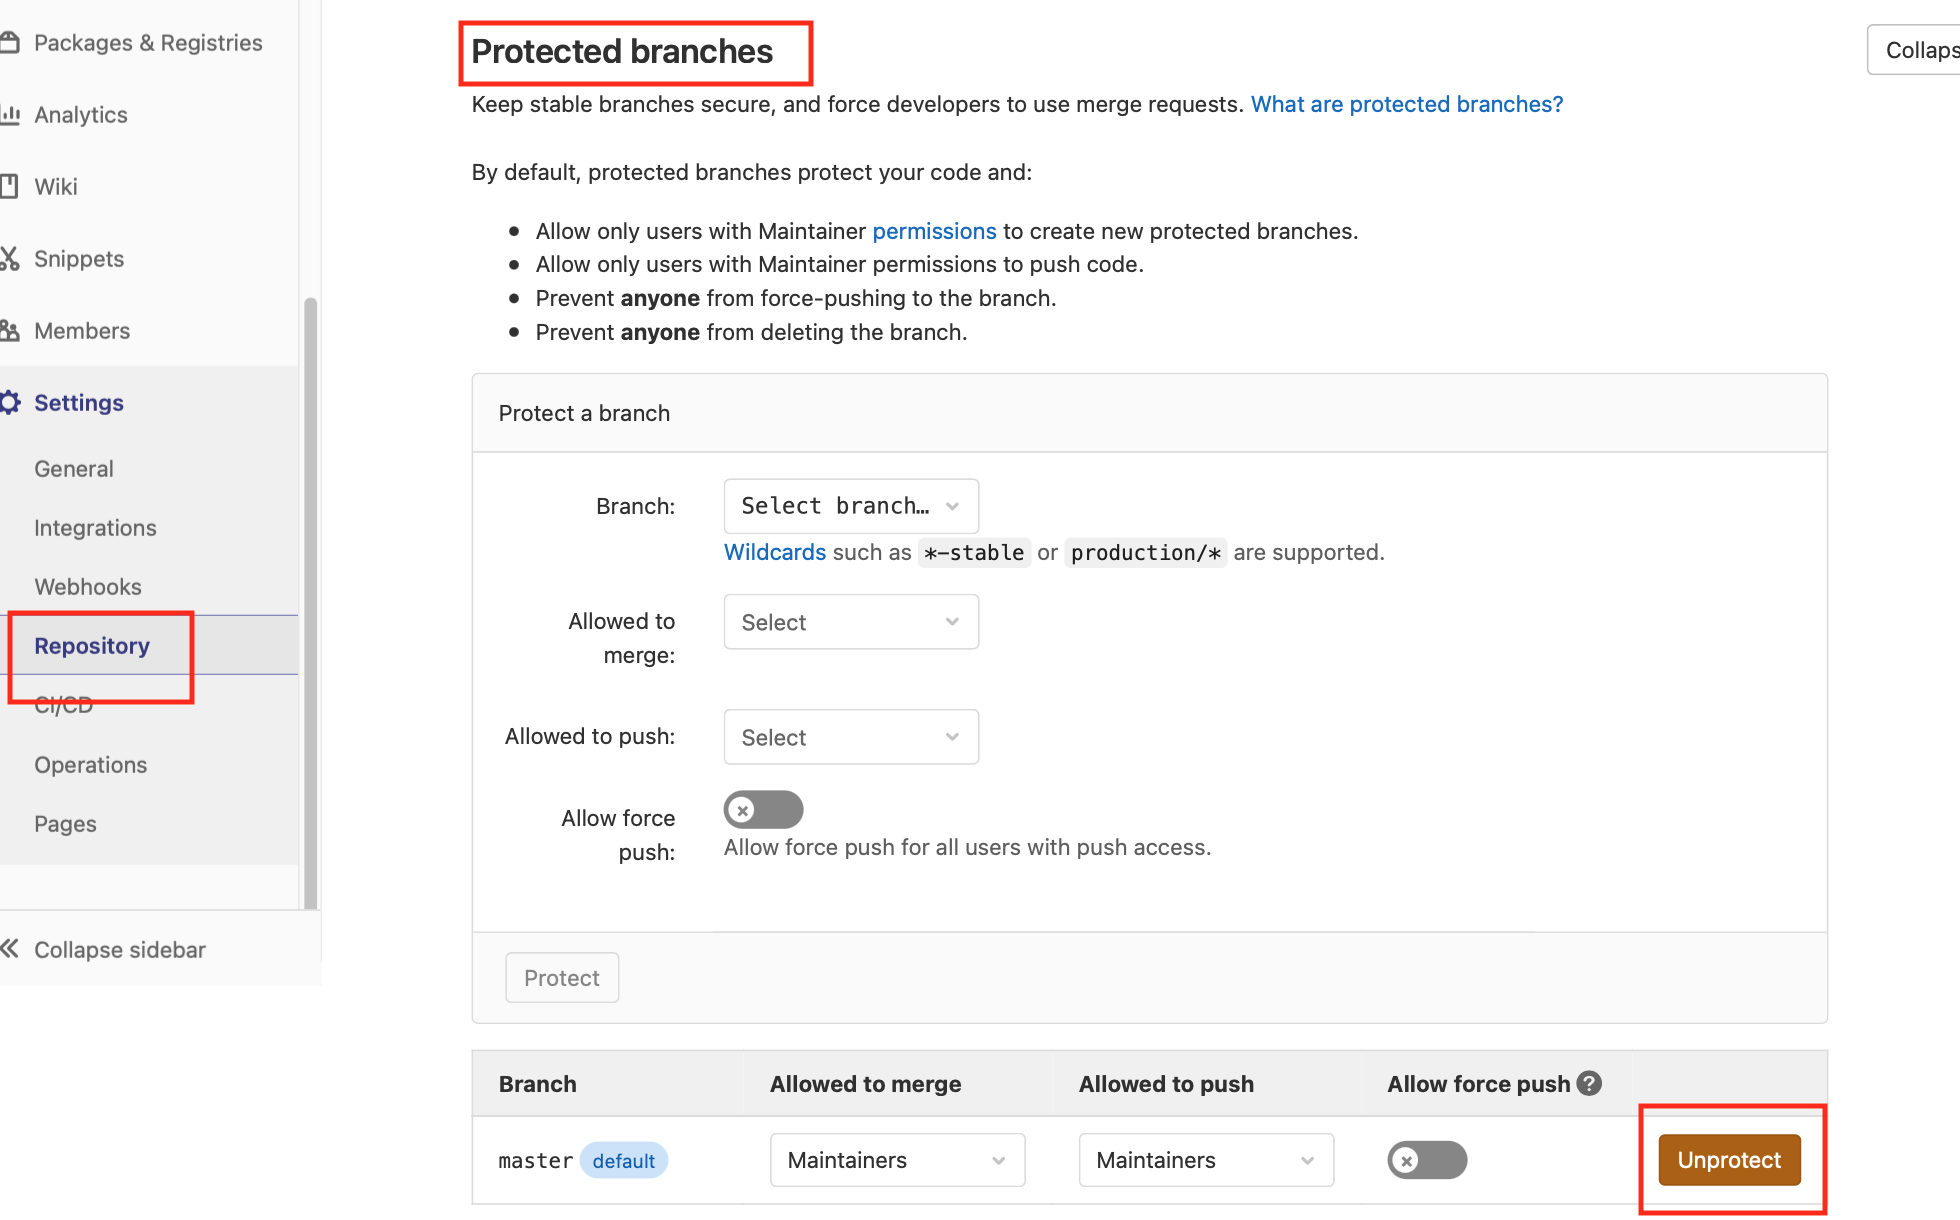 Packages & Registries
Analytics
Wiki
Snippets
Members
Settings
General
Integrations
Webhooks
Repository
CI/CD
Operations
Pages
Collapse sidebar
Protected branches
Collaps
Keep stable branches secure, and force developers to use merge requests. What are protected branches?
By default, protected branches protect your code and:
Allow only users with Maintainer permissions to create new protected branches.
Allow only users with Maintainer permissions to push code.
Prevent anyone from force-pushing to the branch.
Prevent anyone from deleting the branch.
Protect a branch
Branch: Select branch…
Wildcards such as *-stable or production/* are supported.
Allowed to
merge:
Select
Allowed to push: Select
Allow force
push:
Allow force push for all users with push access.
Protect
Branch Allowed to merge Allowed to push Allow force push ?
master default Maintainers Maintainers Unprotect